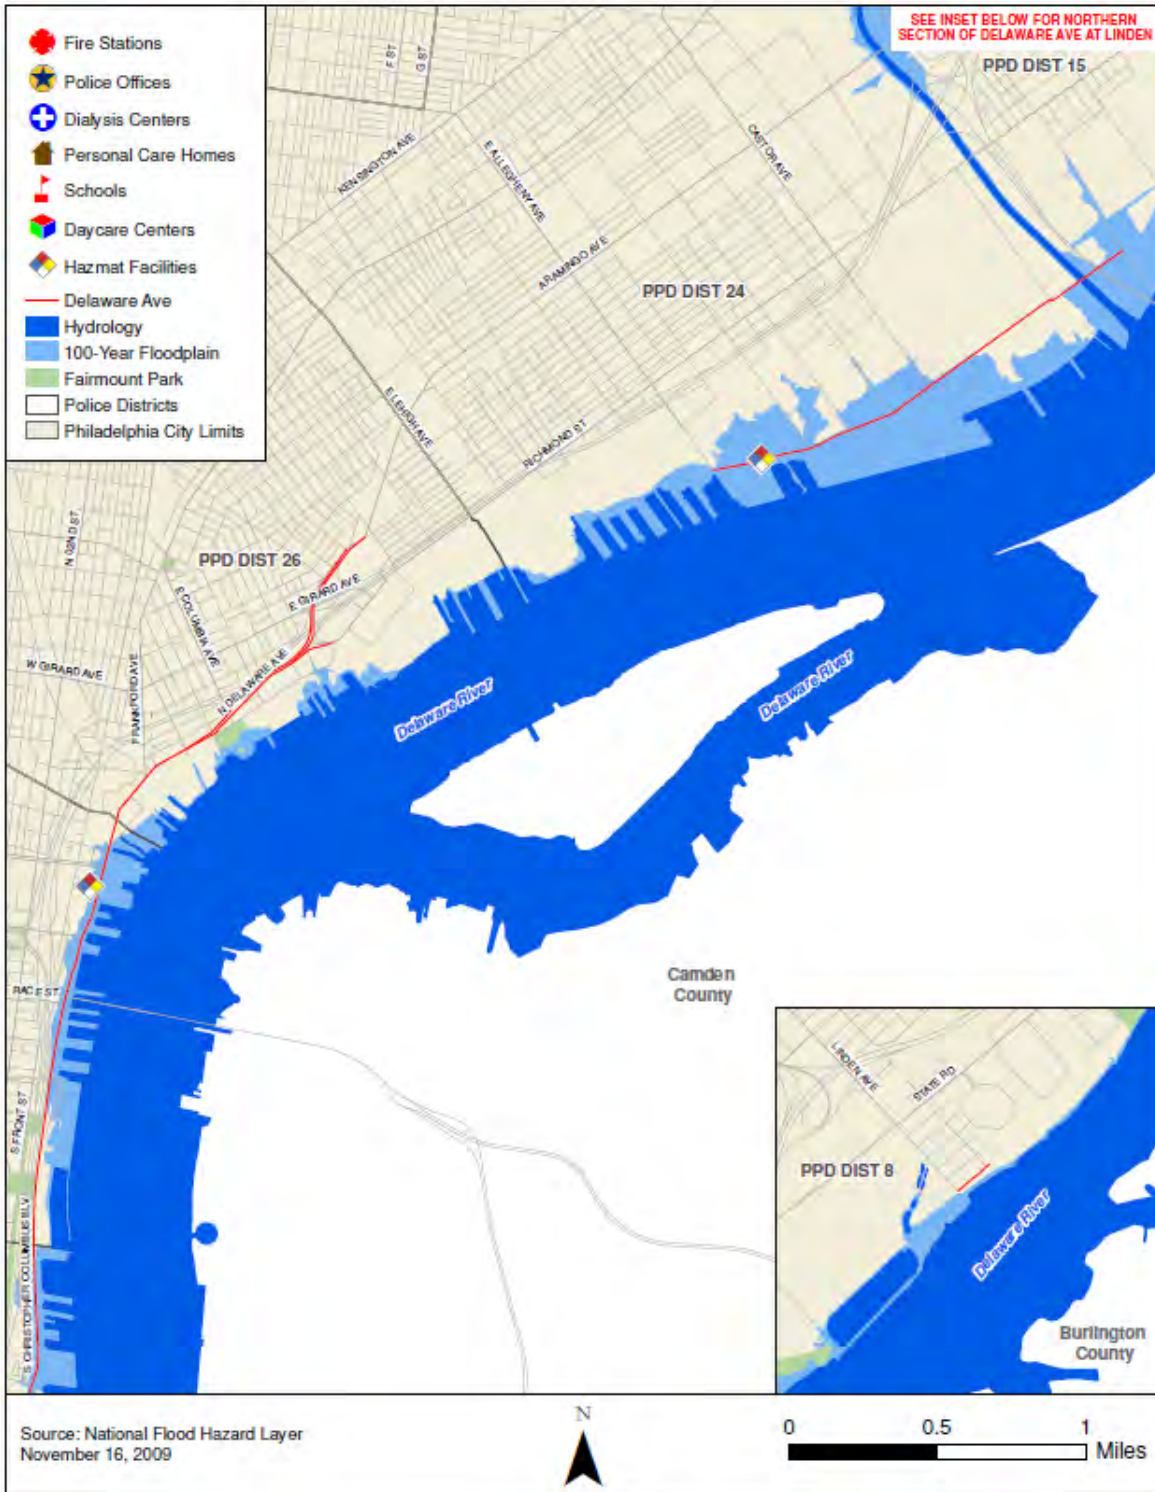 SEE INSET BELOW FOR NORTHERN
SECTION OF DELAWARE AVE AT LINDEN
Fire Stations
Police Offices
Dialysis Centers
Personal Care Homes
Schools
Daycare Centers
Hazmat Facilities
Delaware Ave
Hydrology
100-Year Floodplain
Fairmount Park
Police Districts
Philadelphia City Limits
F ST
G ST
PPD DIST 15
KENSINGTON AVE
E ALLEGHENY AVE
CASTOR AVE
ARAMINGO AVE
PPD DIST 24
E LEHIGH AVE
RICHMOND ST
N 02ND ST
PPD DIST 26
E COLUMBIA AVE
E GIRARD AVE
W GIRARD AVE
FRANKFORD AVE
N DELAWARE AVE
Delaware River
Delaware River
RACE ST
Camden
County
S FRONT ST
S CHRISTOPHER COLUMBUS BLV
LINDEN AVE
STATE RD
PPD DIST 8
Delaware River
Burlington
County
Source: National Flood Hazard Layer
November 16, 2009
N
0 0.5 1
Miles